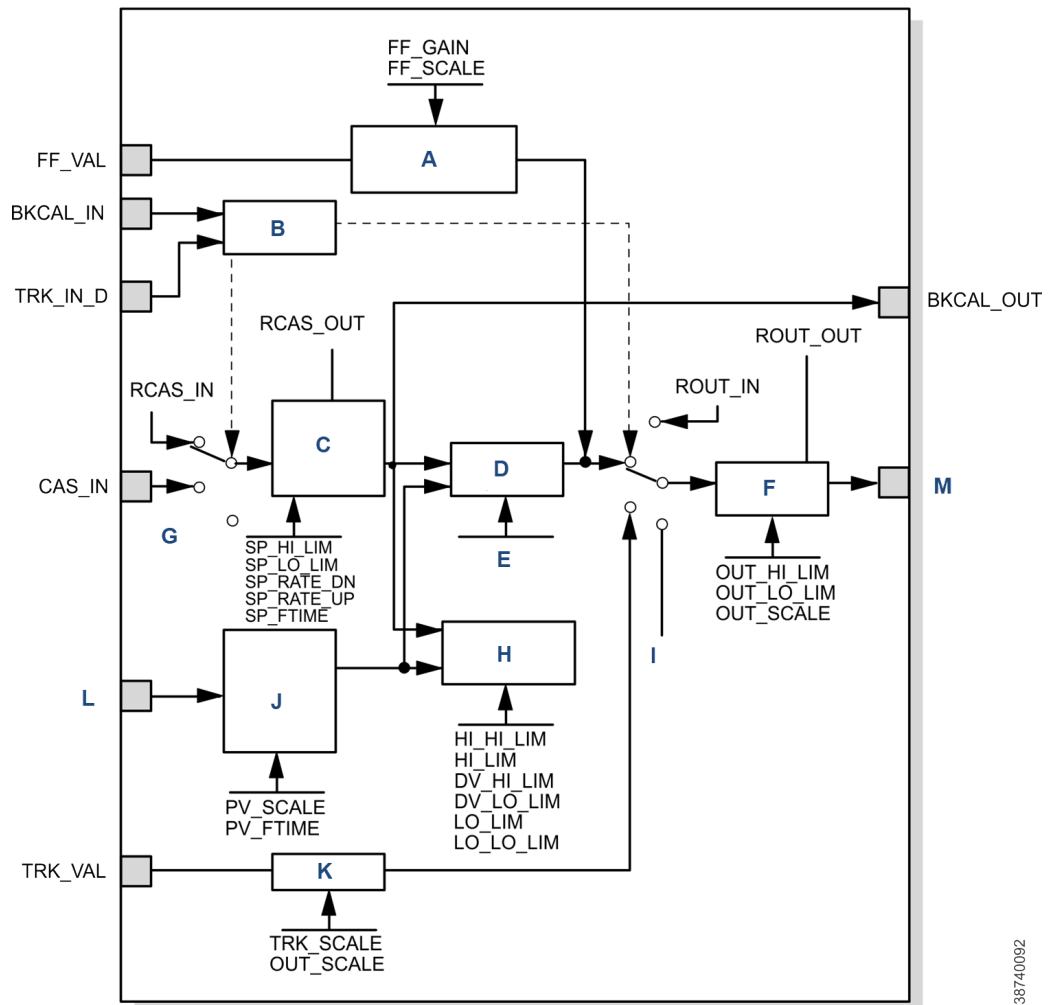 FF_GAIN
FF_SCALE
A
FF_VAL
BKCAL_IN
B
TRK_IN_D
BKCAL_OUT
RCAS_OUT
ROUT_OUT
RCAS_IN
ROUT_IN
C
D
CAS_IN
F
M
G
E
SP_HI_LIM
SP_LO_LIM
SP_RATE_DN
SP_RATE_UP
SP_FTIME
OUT_HI_LIM
OUT_LO_LIM
OUT_SCALE
H
I
L
J
HI_HI_LIM
HI_LIM
DV_HI_LIM
DV_LO_LIM
LO_LIM
LO_LO_LIM
PV_SCALE
PV_FTIME
TRK_VAL
K
TRK_SCALE
OUT_SCALE
38740092